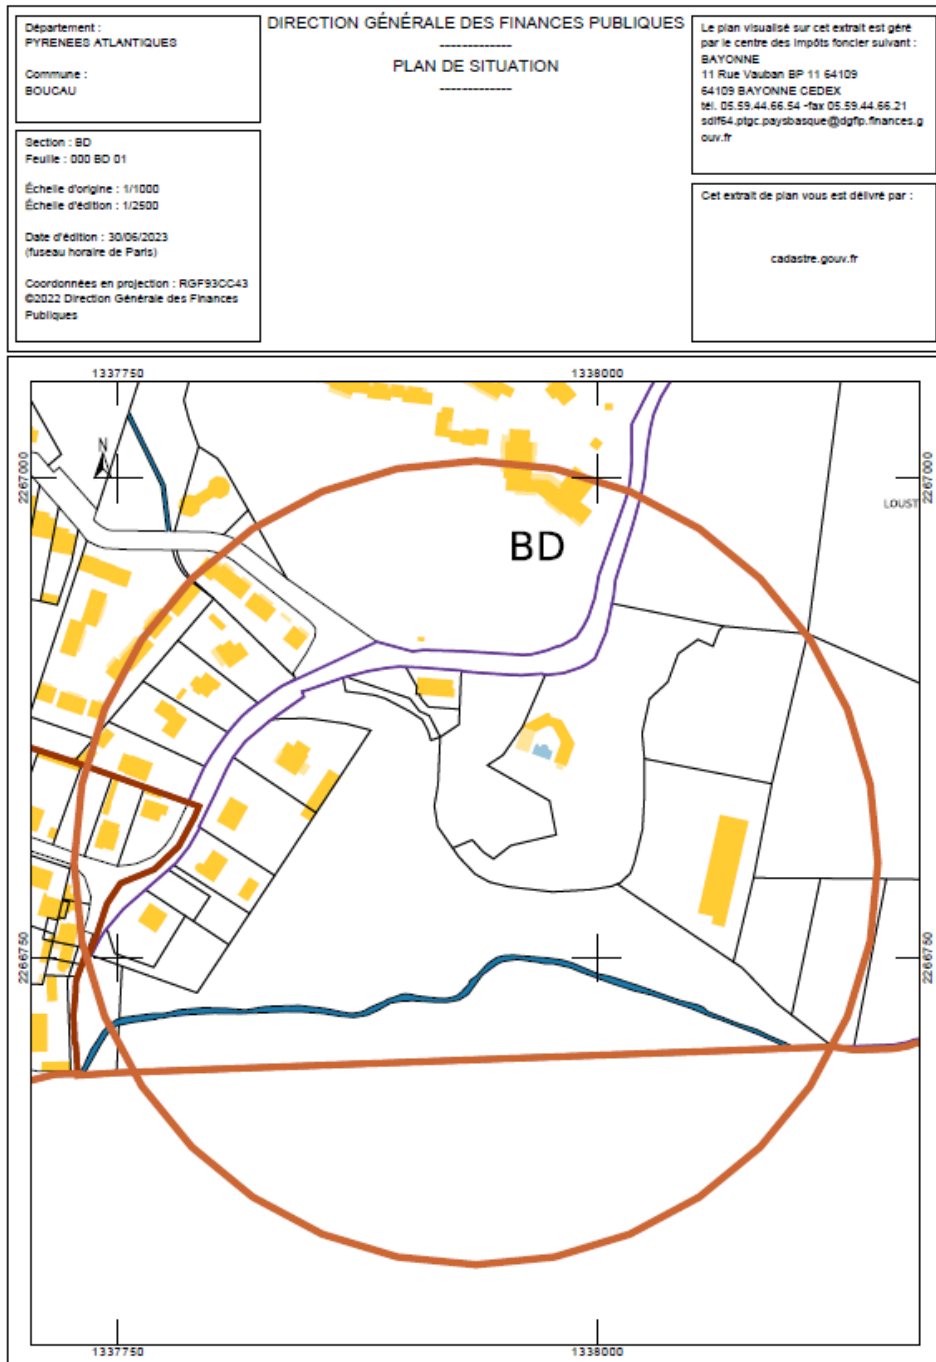 Département :
PYRENEES ATLANTIQUES
Commune :
BOUCAU
Section : BD
Feuille : 000 BD 01
Échelle d'origine : 1/1000
Échelle d'édition : 1/2500
Date d'édition : 30/06/2023
(fuseau horaire de Paris)
Coordonnées en projection : RGF93CC43
©2022 Direction Générale des Finances
Publiques
DIRECTION GÉNÉRALE DES FINANCES PUBLIQUES
-------------
PLAN DE SITUATION
-------------
Le plan visualisé sur cet extrait est géré
par le centre des impôts foncier suivant :
BAYONNE
11 Rue Vauban BP 11 64109
64109 BAYONNE CEDEX
tél. 05.59.44.66.54 -fax 05.59.44.66.21
sdif64.ptgc.paysbasque@dgfip.finances.g
ouv.fr
Cet extrait de plan vous est délivré par :
cadastre.gouv.fr
1337750
1338000
N
2267000
2267000
LOUST
BD
2266750
2266750
1337750
1338000